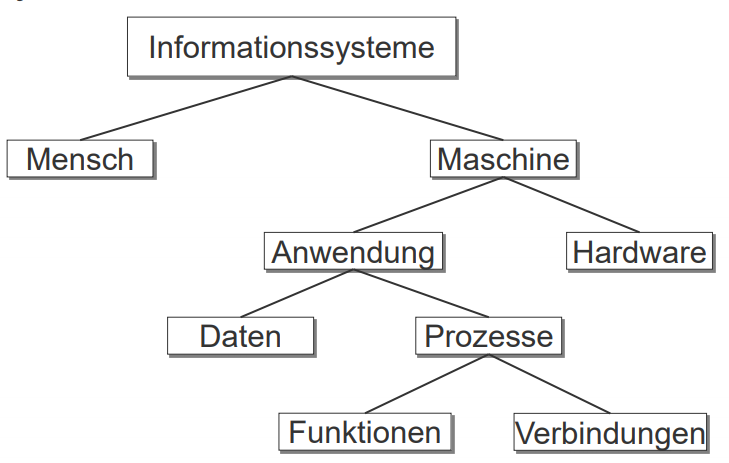 Informationssysteme
Mensch
Maschine
Anwendung
Hardware
Daten
Prozesse
Funktionen
Verbindungen